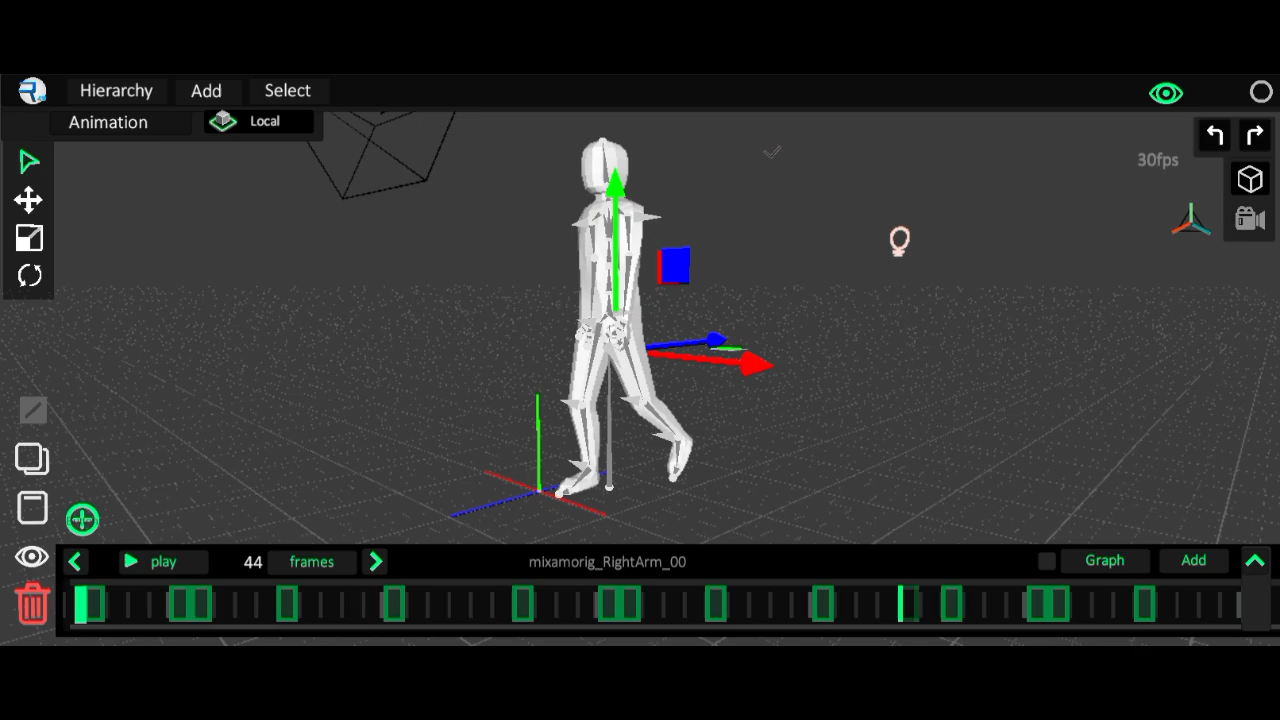 Hierarchy Add Select
Animation Local
30fps
play 44 frames mixamorig_RightArm_00 Graph Add